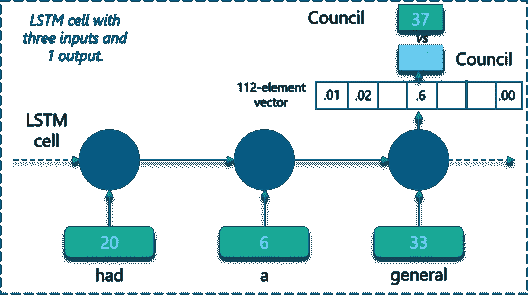 LSTM cell with
three inputs and
1 output.
Council
37
vs
Council
112-element
vector
.01 .02 .6 .00
LSTM
cell
20 6 33
had a general